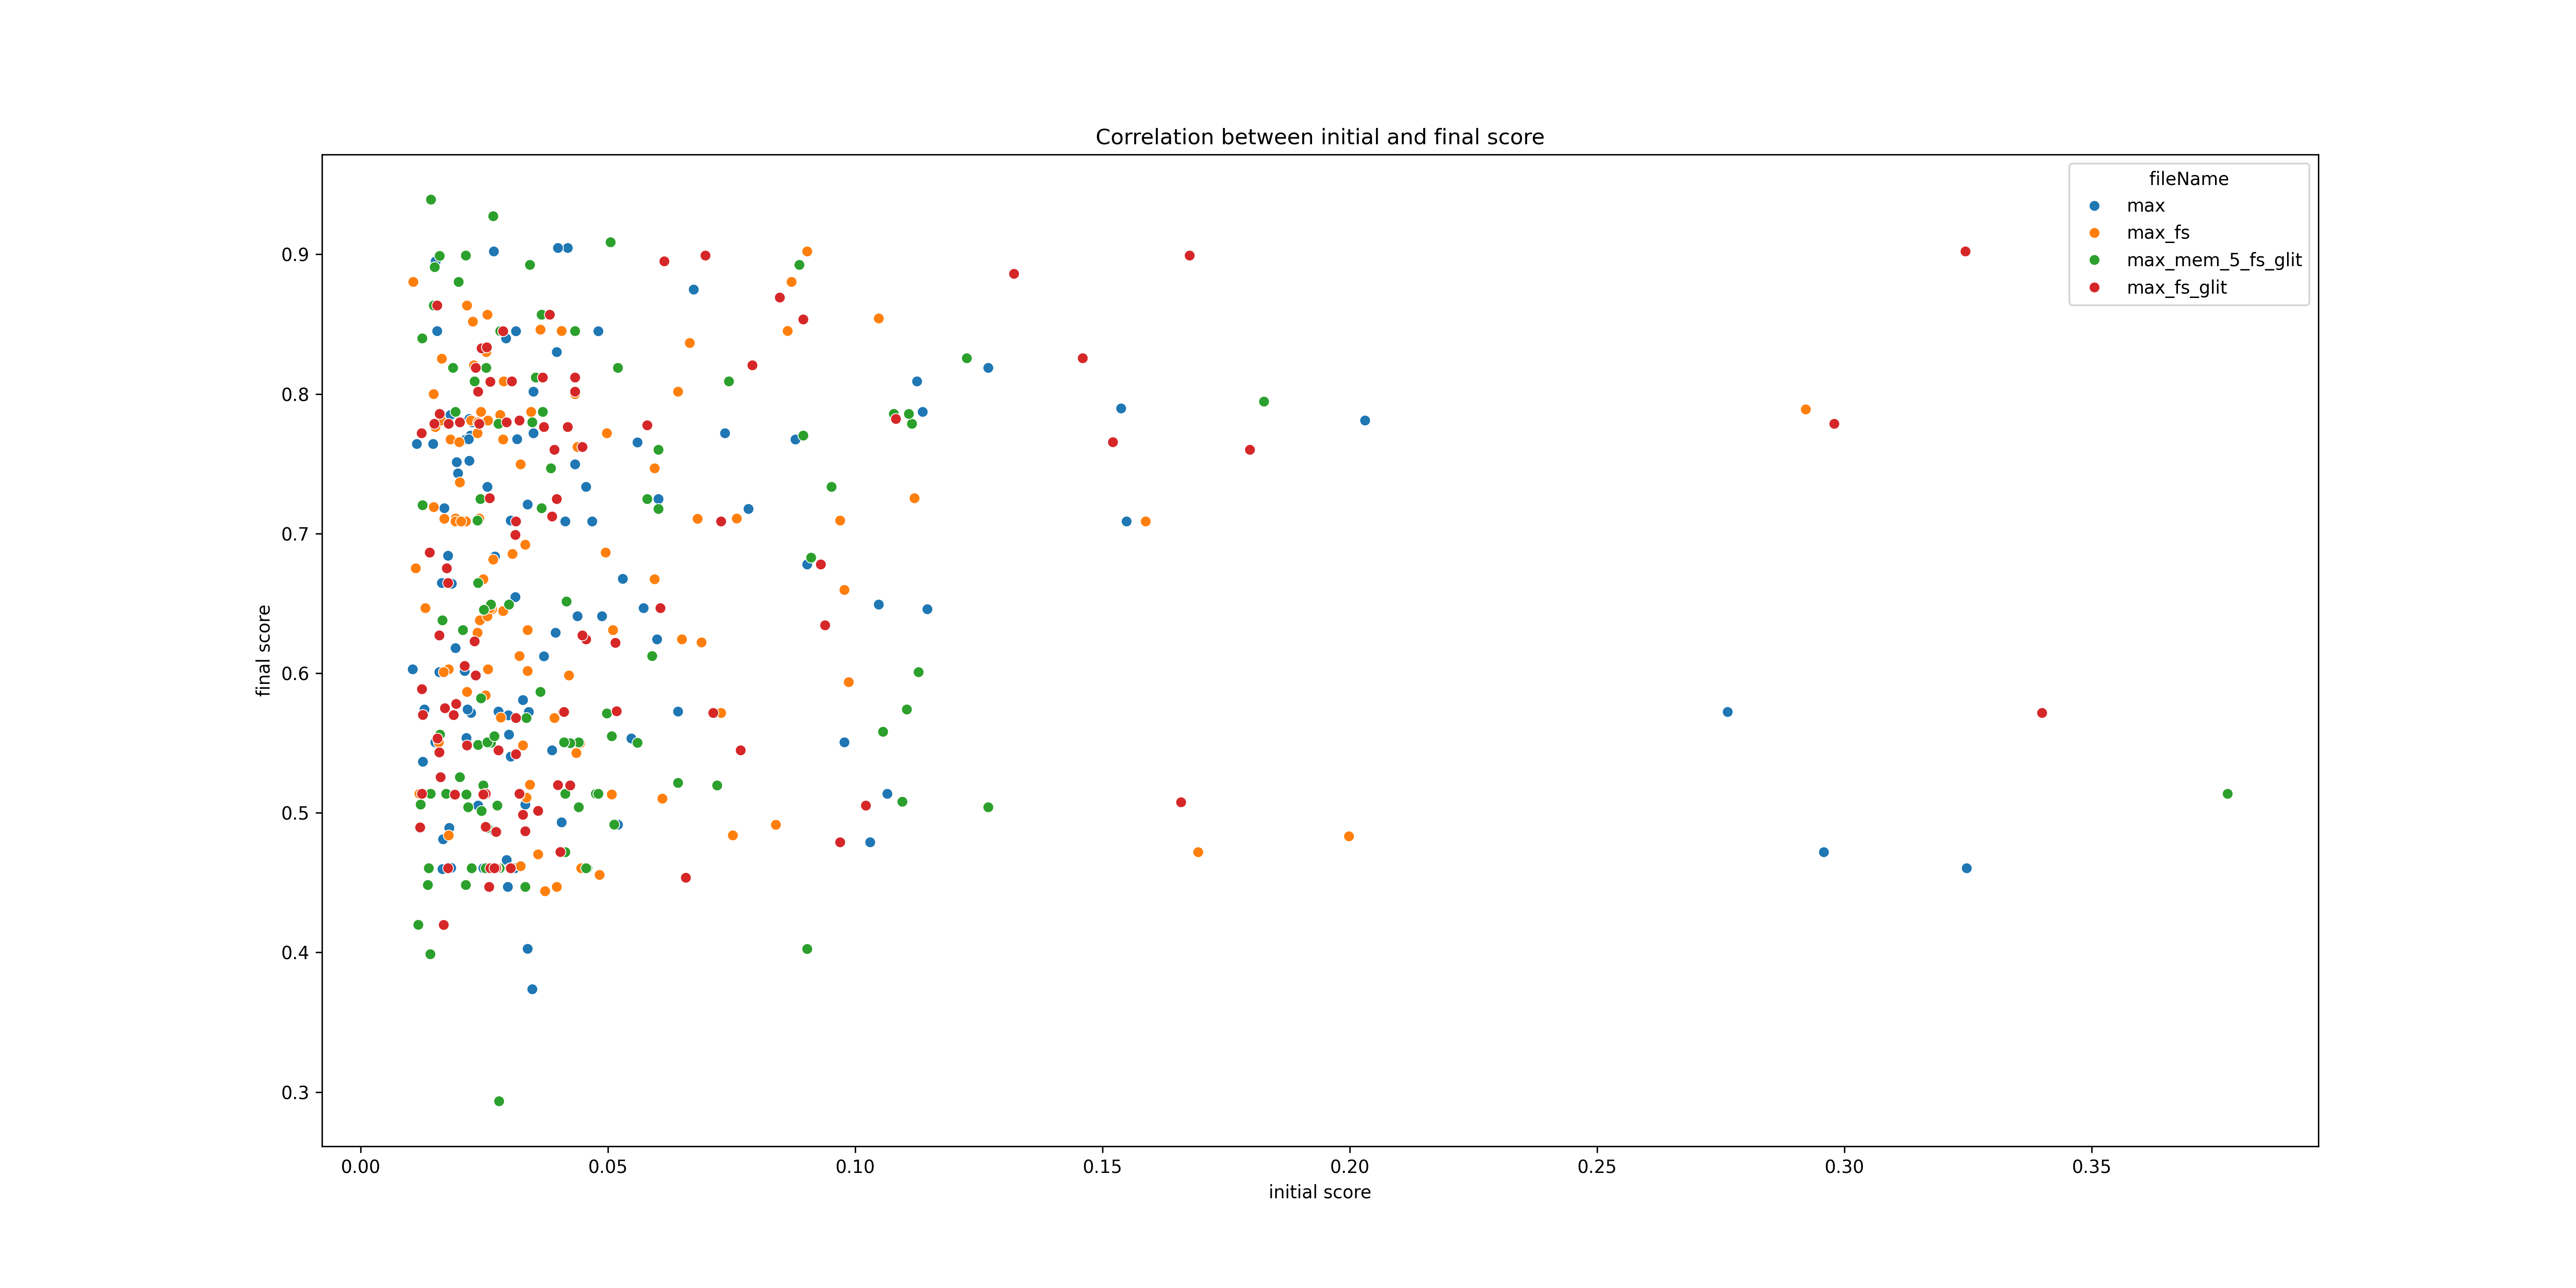 Correlation between initial and final score
fileName
max
max_fs
max_mem_5_fs_glit
max_fs_glit
0.9
0.8
0.7
0.6
0.5
0.4
0.3
final score
0.00 0.05 0.10 0.15 0.20 0.25 0.30 0.35
initial score